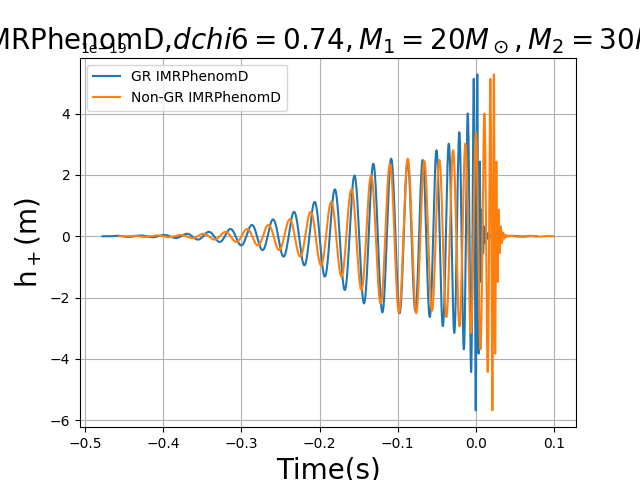 MRPhenomD,dchi6 = 0.74, M₁ = 20M⊙, M₂ = 30M
1e−19
GR IMRPhenomD
Non-GR IMRPhenomD
4
2
0
−2
−4
−6
h₊(m)
−0.5 −0.4 −0.3 −0.2 −0.1 0.0 0.1
Time(s)